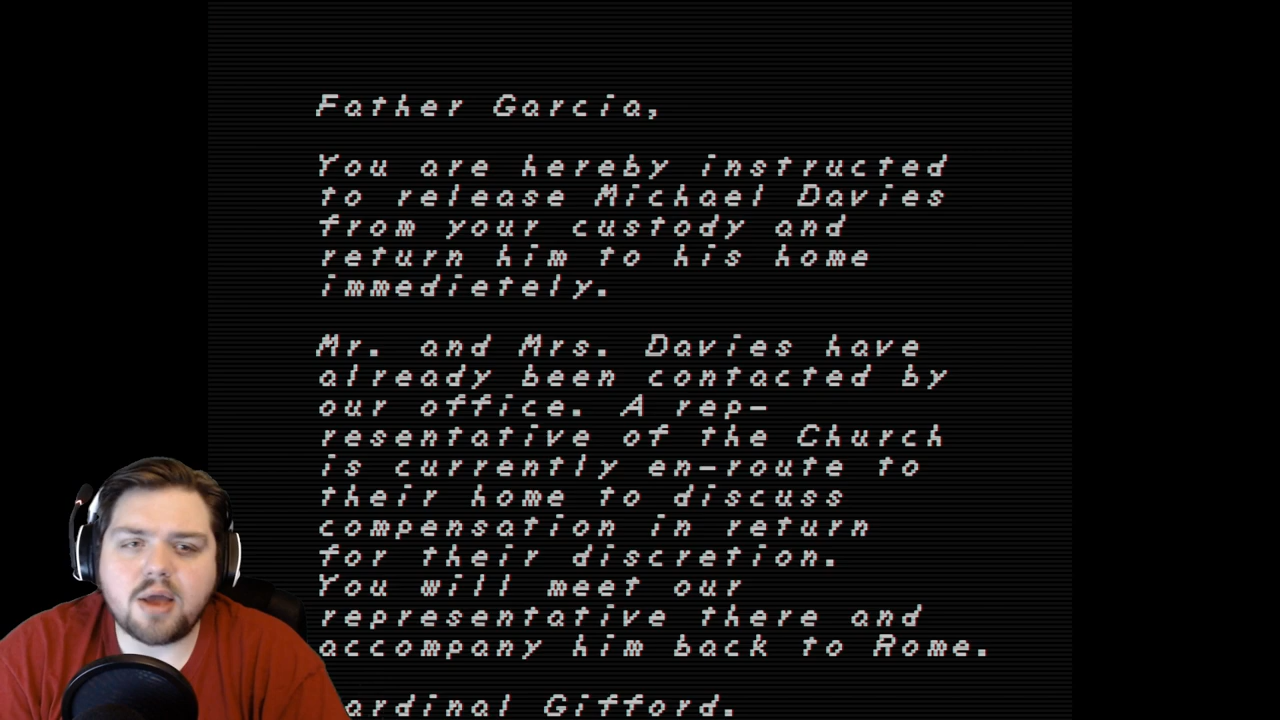 Father Garcia,
You are hereby instructed
to release Michael Davies
from your custody and
return him to his home
immedietely.
Mr. and Mrs. Davies have
already been contacted by
our office. A rep-
resentative of the Church
is currently en-route to
their home to discuss
compensation in return
for their discretion.
You will meet our
representative there and
accompany him back to Rome.
ardinal Gifford.